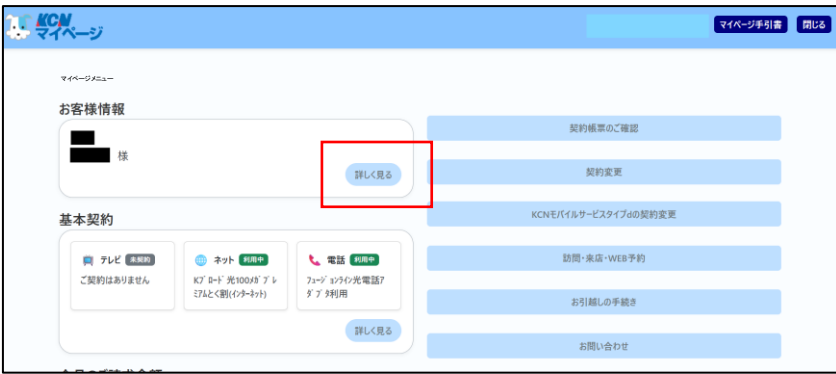 KCN
マイページ
マイページ手引書
閉じる
マイページメニュー
お客様情報
様
詳しく見る
基本契約
テレビ 未契約
ご契約はありません
ネット 利用中
Kﾌﾞﾛｰﾄﾞ光100ﾒｶﾞﾌﾟﾚ
ﾐｱﾑとく割(ｲﾝﾀｰﾈｯﾄ)
電話 利用中
ﾌｭｰｼﾞｮﾝﾗｲﾝ光電話ｱ
ﾀﾞﾌﾟﾀ利用
詳しく見る
契約帳票のご確認
契約変更
KCNモバイルサービスタイプdの契約変更
訪問・来店・WEB予約
お引越しの手続き
お問い合わせ